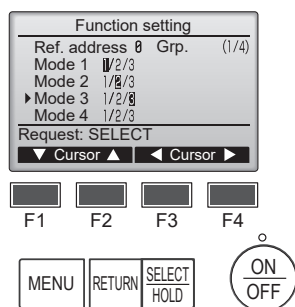 Function setting
Ref. address 0 Grp. (1/4)
Mode 1 1/2/3
Mode 2 1/2/3
Mode 3 1/2/3
Mode 4 1/2/3
Request: SELECT
▼ Cursor ▲ ◀ Cursor ▶
F1 F2 F3 F4
MENU RETURN SELECT
HOLD
ON
OFF